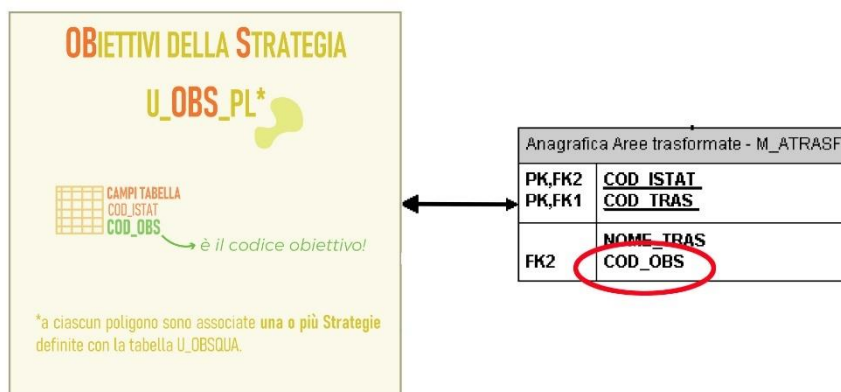 OBIETTIVI DELLA STRATEGIA
U_OBS_PL*
CAMPI TABELLA
COD_ISTAT
COD_OBS
è il codice obiettivo!
*a ciascun poligono sono associate una o più Strategie
definite con la tabella U_OBSQUA.
Anagrafica Aree trasformate - M_ATRASF
PK,FK2 COD_ISTAT
PK,FK1 COD_TRAS
NOME_TRAS
FK2 COD_OBS